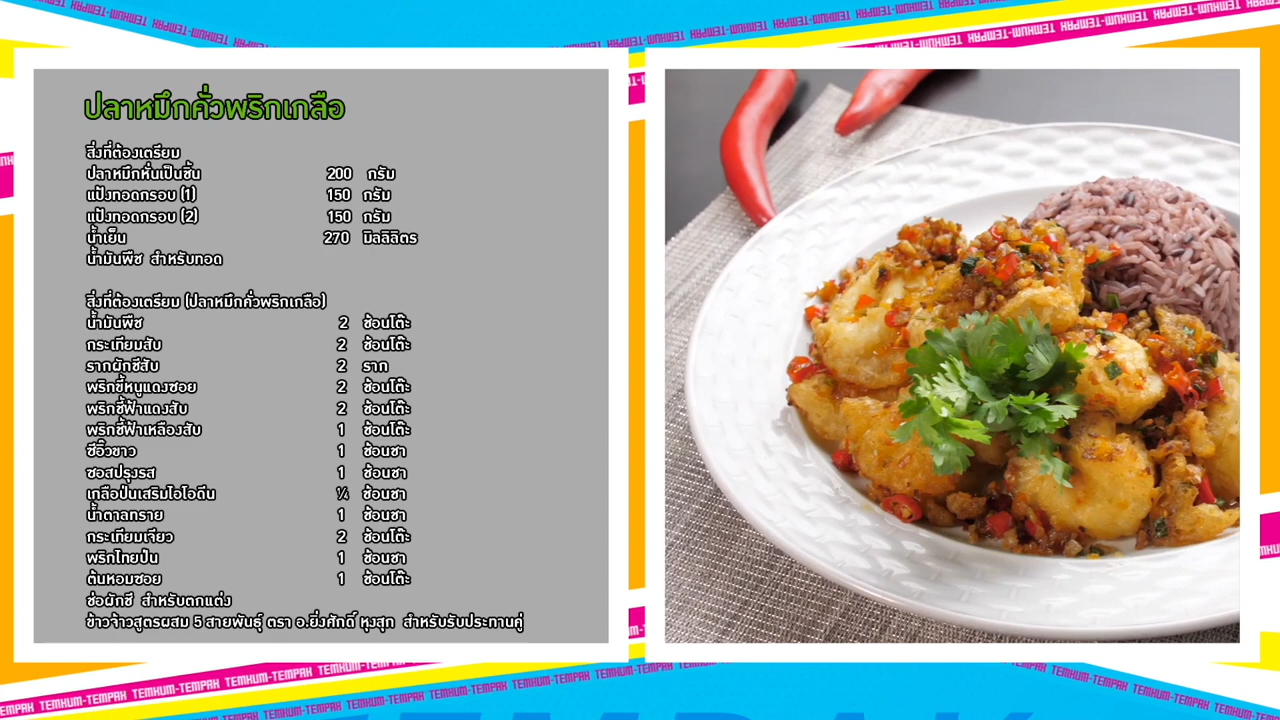 TEMKUM-TEMPAK TEMKUM-TEMPAK TEMKUM-TEMPAK
ปลาหมึกคั่วพริกเกลือ
สิ่งที่ต้องเตรียม
ปลาหมึกหั่นเป็นชิ้น 200 กรัม
แป้งทอดกรอบ (1) 150 กรัม
แป้งทอดกรอบ (2) 150 กรัม
น้ำเย็น 270 มิลลิลิตร
น้ำมันพืช สำหรับทอด
สิ่งที่ต้องเตรียม (ปลาหมึกคั่วพริกเกลือ)
น้ำมันพืช 2 ช้อนโต๊ะ
กระเทียมสับ 2 ช้อนโต๊ะ
รากผักชีสับ 2 ราก
พริกขี้หนูแดงซอย 2 ช้อนโต๊ะ
พริกชี้ฟ้าแดงสับ 2 ช้อนโต๊ะ
พริกชี้ฟ้าเหลืองสับ 1 ช้อนโต๊ะ
ซีอิ๊วขาว 1 ช้อนชา
ซอสปรุงรส 1 ช้อนชา
เกลือป่นเสริมไอโอดีน ¼ ช้อนชา
น้ำตาลทราย 1 ช้อนชา
กระเทียมเจียว 2 ช้อนโต๊ะ
พริกไทยป่น 1 ช้อนชา
ต้นหอมซอย 1 ช้อนโต๊ะ
ช่อผักชี สำหรับตกแต่ง
ข้าวจ้าวสูตรผสม 5 สายพันธุ์ ตรา อ.ยิ่งศักดิ์ หุงสุก สำหรับรับประทานคู่
TEMKUM-TEMPAK TEMKUM-TEMPAK TEMKUM-TEMPAK